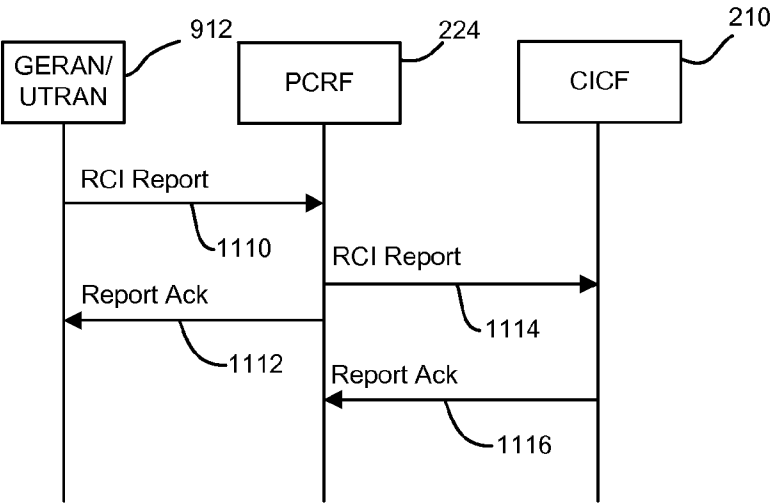 912
224
210
GERAN/
UTRAN
PCRF
CICF
RCI Report
1110
RCI Report
1114
Report Ack
1112
Report Ack
1116